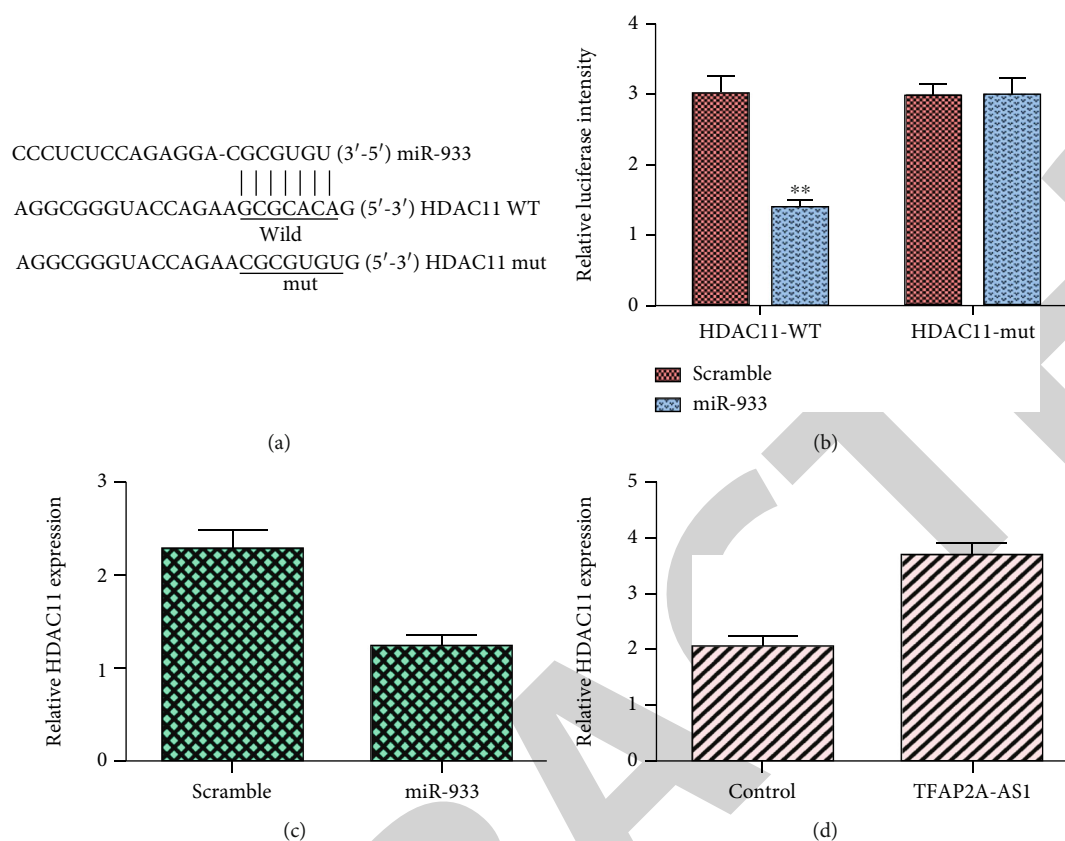 CCCUCUCCAGAGGA-CGCGUGU (3′-5′) miR-933
AGGCGGGUACCAGAAGCGCACAG (5′-3′) HDAC11 WT
Wild
AGGCGGGUACCAGAACGCGUGUG (5′-3′) HDAC11 mut
mut
(a)
Relative luciferase intensity
4
3
2
1
0
**
HDAC11-WT
HDAC11-mut
Scramble
miR-933
(b)
Relative HDAC11 expression
3
2
1
0
Scramble
miR-933
(c)
Relative HDAC11 expression
5
4
3
2
1
0
Control
TFAP2A-AS1
(d)